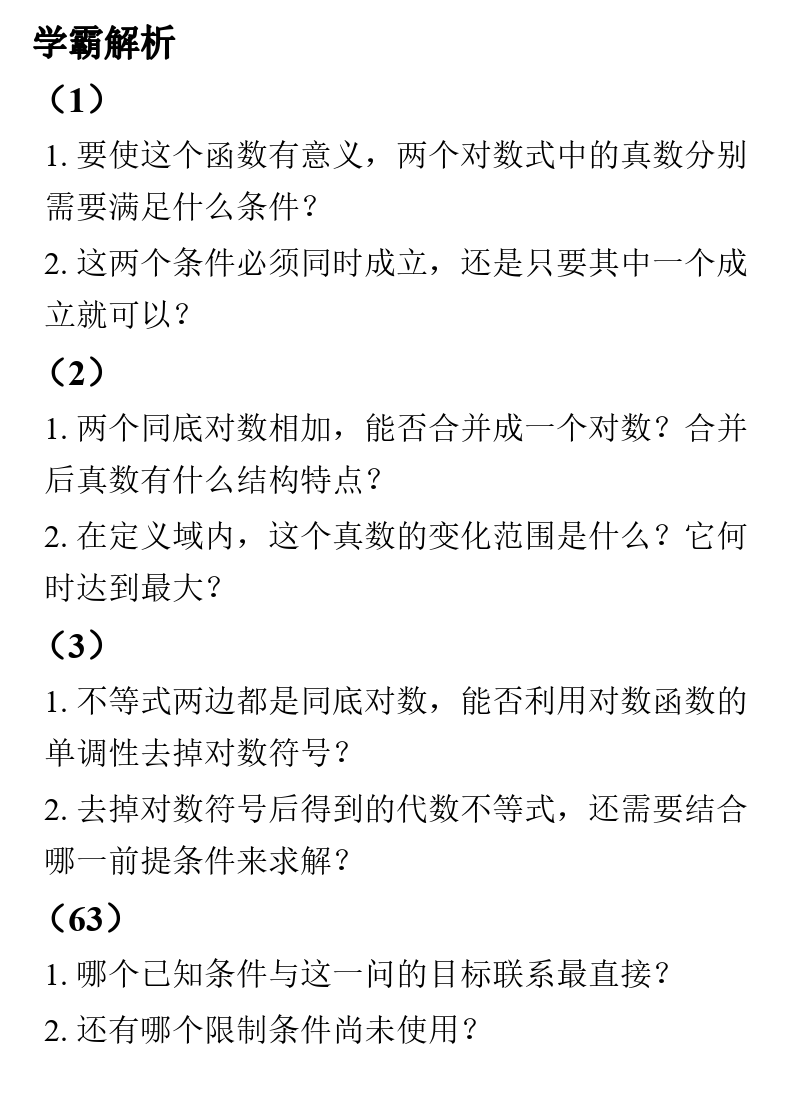 学霸解析
（1）
1. 要使这个函数有意义，两个对数式中的真数分别
需要满足什么条件？
2. 这两个条件必须同时成立，还是只要其中一个成
立就可以？
（2）
1. 两个同底对数相加，能否合并成一个对数？合并
后真数有什么结构特点？
2. 在定义域内，这个真数的变化范围是什么？它何
时达到最大？
（3）
1. 不等式两边都是同底对数，能否利用对数函数的
单调性去掉对数符号？
2. 去掉对数符号后得到的代数不等式，还需要结合
哪一前提条件来求解？
（63）
1. 哪个已知条件与这一问的目标联系最直接？
2. 还有哪个限制条件尚未使用？